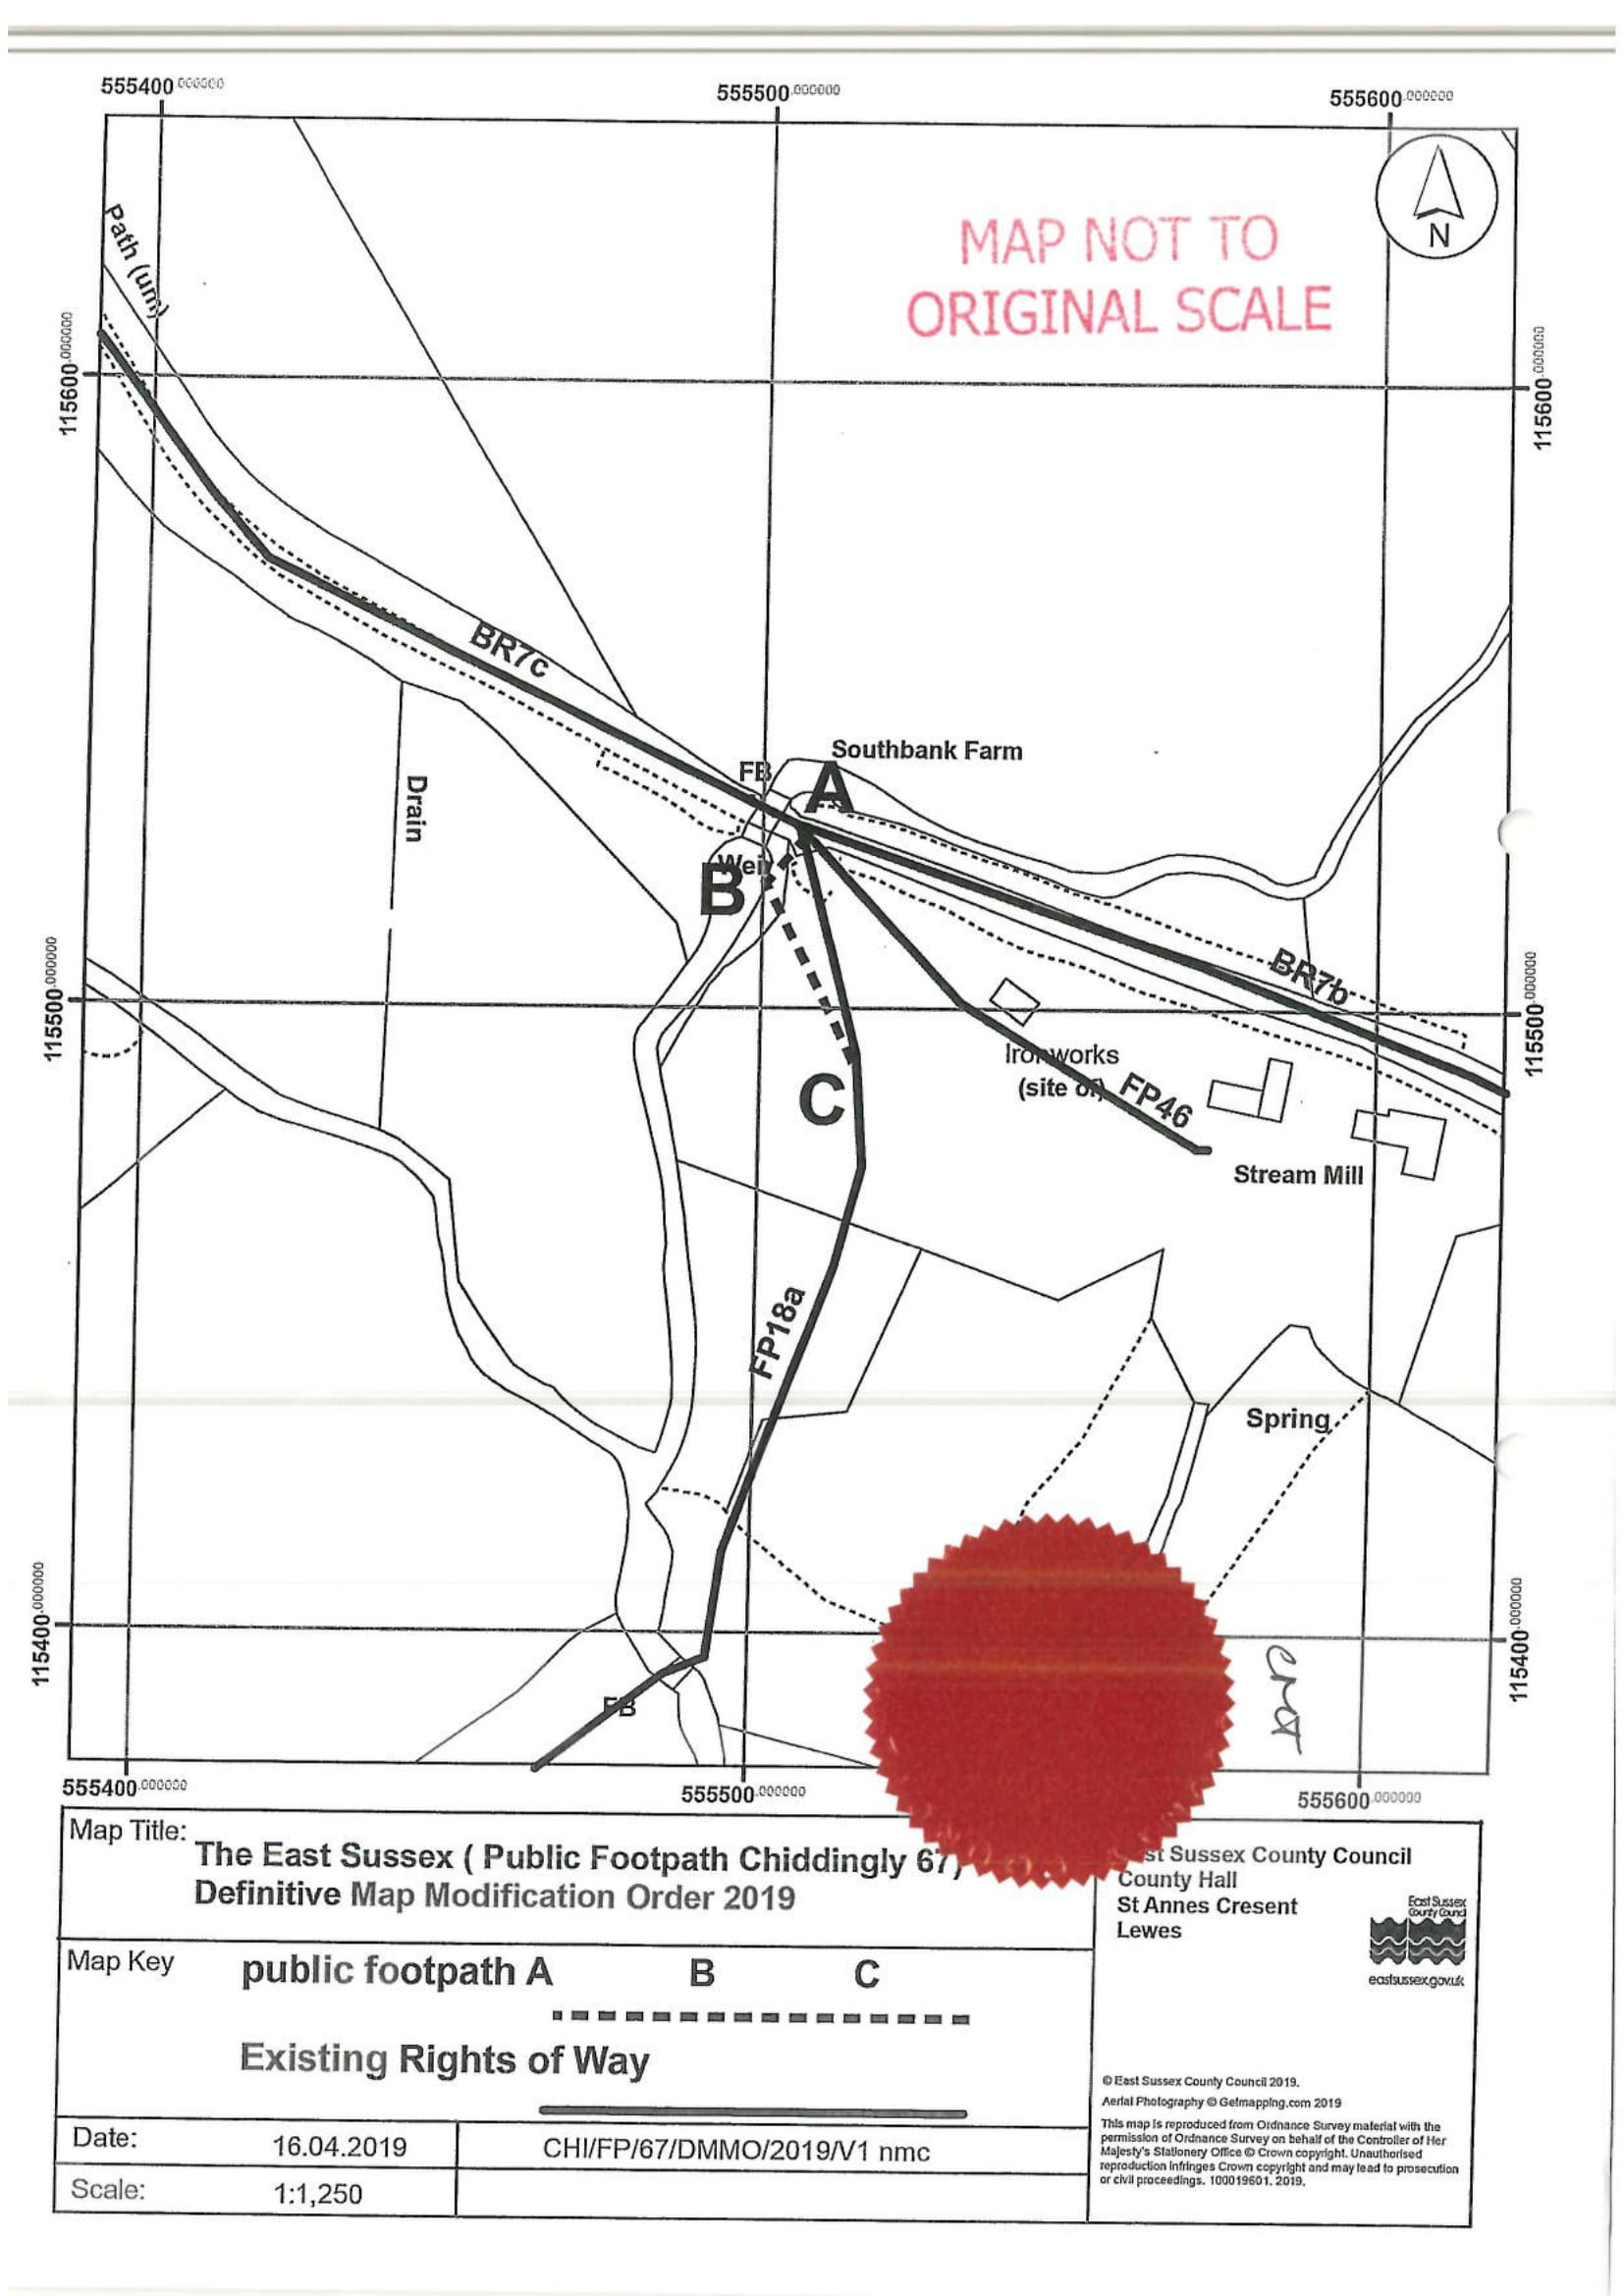 555400.000000
555500.000000
555600.000000
N
MAP NOT TO
ORIGINAL SCALE
Path (um)
115600.000000
115600.000000
BR7c
Southbank Farm
FB
A
Drain
Weir
B
BR7b
115500.000000
115500.000000
Ironworks
(site of)
C
FP46
Stream Mill
FP18a
Spring
115400.000000
115400.000000
FB
555400.000000
555500.000000
555600.000000
Map Title:
The East Sussex ( Public Footpath Chiddingly 67)
Definitive Map Modification Order 2019
st Sussex County Council
County Hall
St Annes Cresent
Lewes
East Sussex
County Council
eastsussex.gov.uk
Map Key
public footpath A B C
Existing Rights of Way
Date:
16.04.2019
CHI/FP/67/DMMO/2019/V1 nmc
Scale:
1:1,250
© East Sussex County Council 2019.
Aerial Photography © Getmapping.com 2019
This map is reproduced from Ordnance Survey material with the
permission of Ordnance Survey on behalf of the Controller of Her
Majesty's Stationery Office © Crown copyright. Unauthorised
reproduction infringes Crown copyright and may lead to prosecution
or civil proceedings. 100019601. 2019.